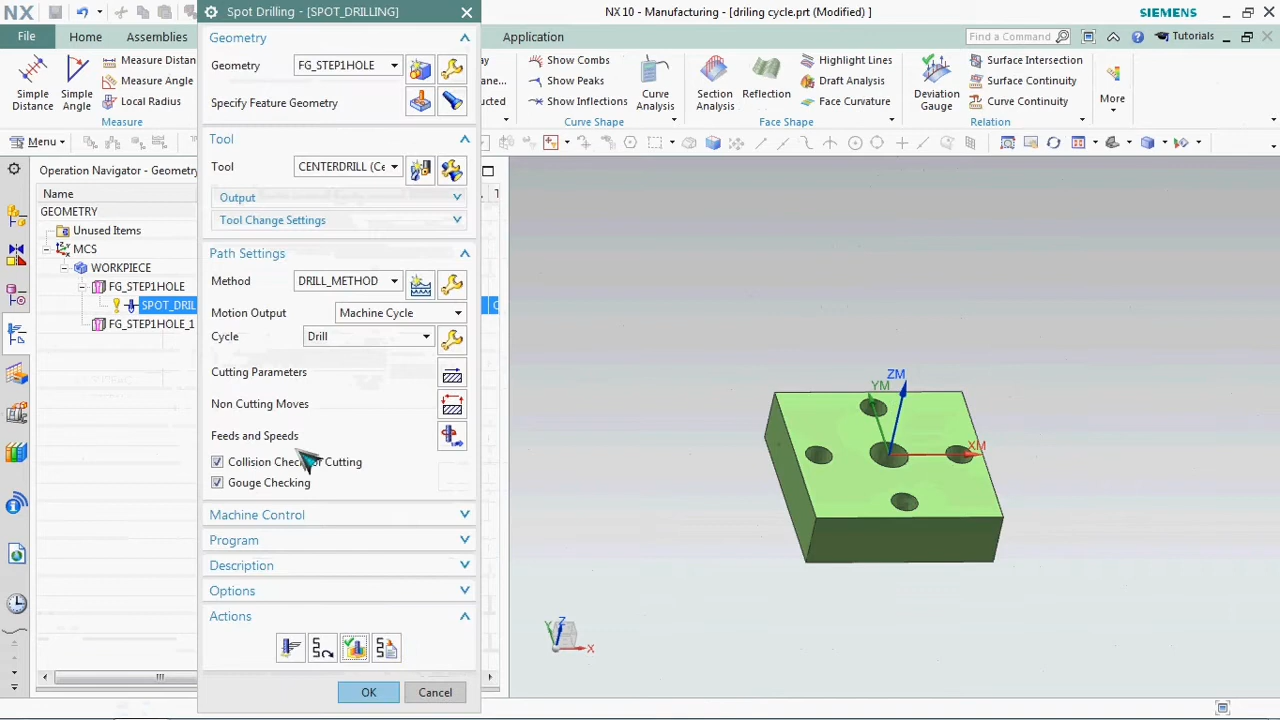 NX
Spot Drilling - [SPOT_DRILLING]
NX 10 - Manufacturing - [driling cycle.prt (Modified) ]
SIEMENS
File
Home
Assemblies
Application
Find a Command
Tutorials
Simple Distance
Simple Angle
Measure Distan
Measure Angle
Local Radius
Measure
Show Combs
Show Peaks
Show Inflections
Curve Analysis
Curve Shape
Section Analysis
Reflection
Highlight Lines
Draft Analysis
Face Curvature
Face Shape
Deviation Gauge
Surface Intersection
Surface Continuity
Curve Continuity
Relation
More
Menu
Operation Navigator - Geometry
Name
GEOMETRY
Unused Items
MCS
WORKPIECE
FG_STEP1HOLE
SPOT_DRIL
FG_STEP1HOLE_1
Geometry
Geometry
FG_STEP1HOLE
Specify Feature Geometry
Tool
Tool
CENTERDRILL (Ce
Output
Tool Change Settings
Path Settings
Method
DRILL_METHOD
Motion Output
Machine Cycle
Cycle
Drill
Cutting Parameters
Non Cutting Moves
Feeds and Speeds
Cutting
Gouge Checking
Machine Control
Program
Description
Options
Actions
OK
Cancel
ZM
YM
XM
Y
Z
X